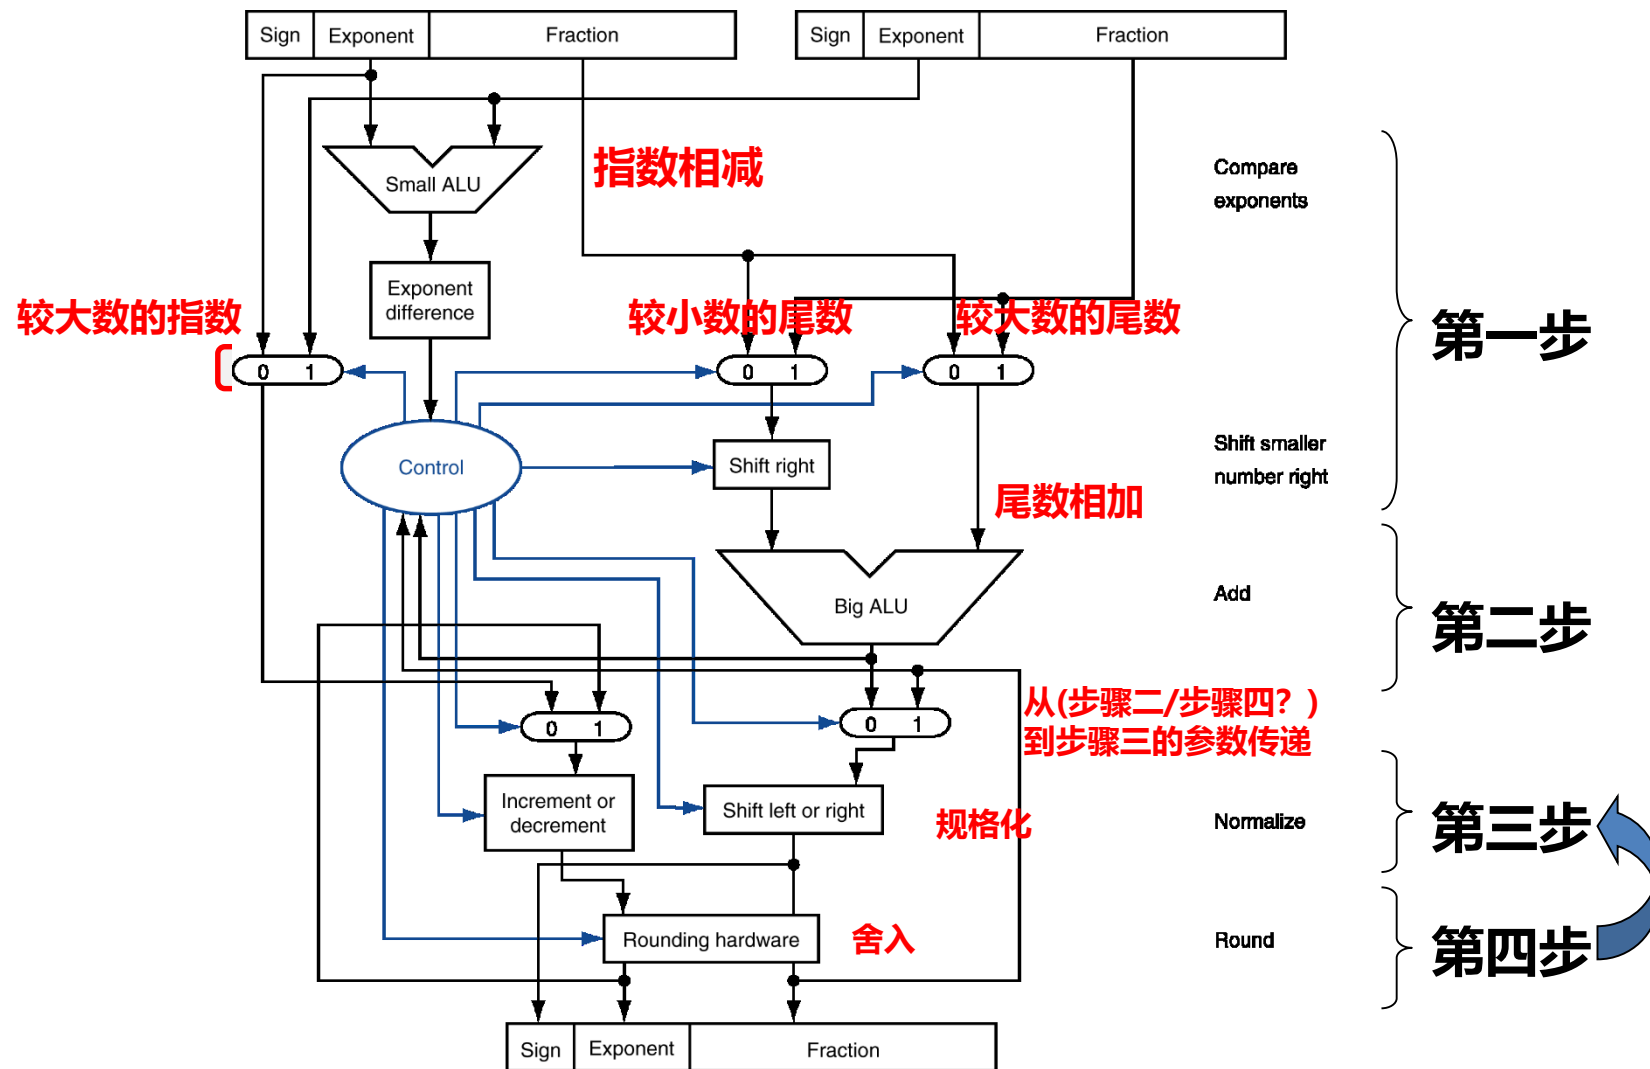 Sign Exponent Fraction
Sign Exponent Fraction
Small ALU
指数相减
Compare
exponents
Exponent
difference
较大数的指数
较小数的尾数
较大数的尾数
第一步
0 1
0 1
0 1
Control
Shift right
Shift smaller
number right
尾数相加
Big ALU
Add
第二步
从(步骤二/步骤四？)
到步骤三的参数传递
0 1
0 1
Increment or
decrement
Shift left or right
规格化
Normalize
第三步
Rounding hardware
舍入
Round
第四步
Sign Exponent Fraction